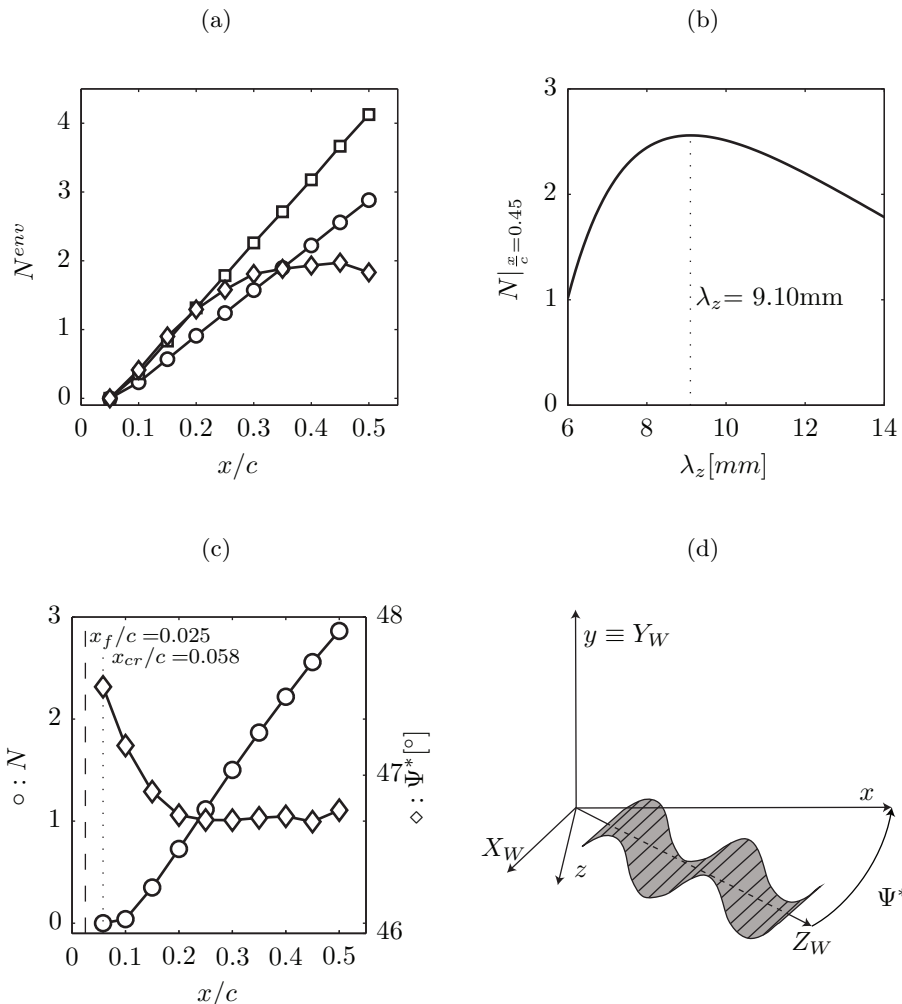 (a)
4
3
2
1
0
N^{env}
0 0.1 0.2 0.3 0.4 0.5
x/c
(b)
3
2
1
0
N|_{\frac{x}{c}=0.45}
λ_z= 9.10mm
6 8 10 12 14
λ_z[mm]
(c)
3
2
1
0
○ : N
x_f/c =0.025
x_{cr}/c =0.058
48
47
46
◇ : Ψ*[°]
0 0.1 0.2 0.3 0.4 0.5
x/c
(d)
y ≡ Y_W
x
X_W
z
Z_W
Ψ*